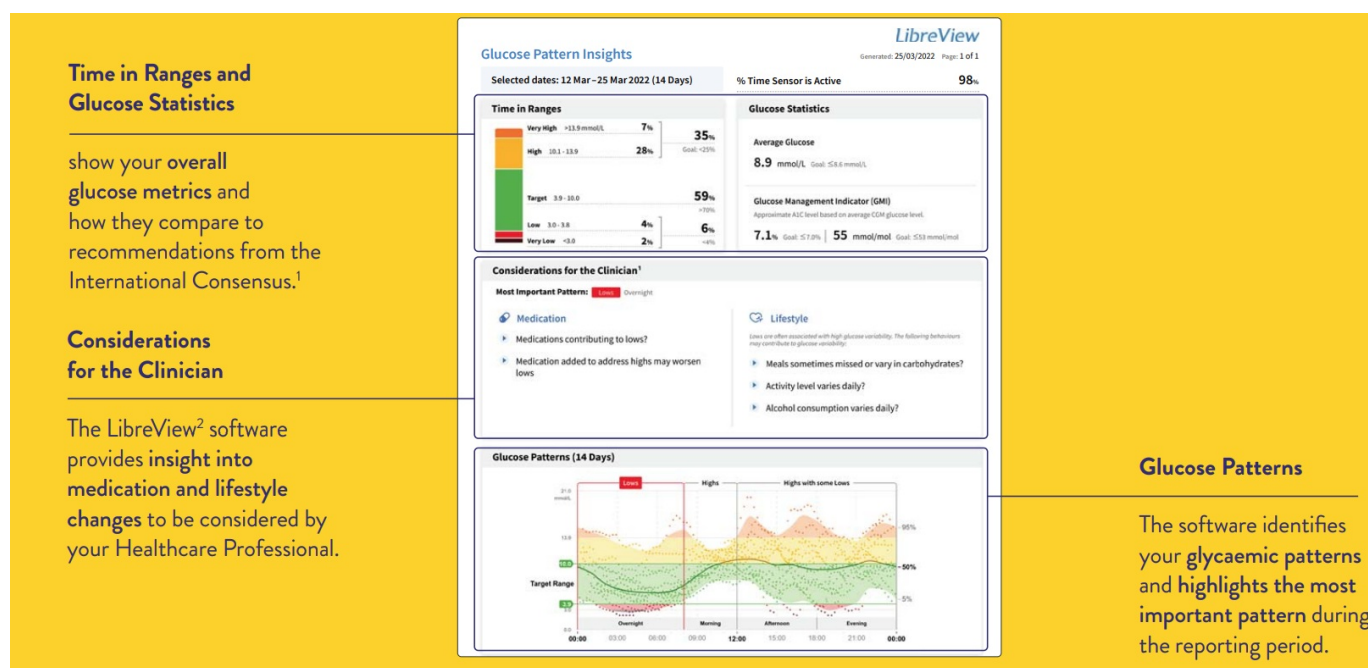 Time in Ranges and
Glucose Statistics
show your overall
glucose metrics and
how they compare to
recommendations from the
International Consensus.¹
Considerations
for the Clinician
The LibreView² software
provides insight into
medication and lifestyle
changes to be considered by
your Healthcare Professional.
LibreView
Glucose Pattern Insights
Generated: 25/03/2022 Page: 1 of 1
Selected dates: 12 Mar – 25 Mar 2022 (14 Days)
% Time Sensor is Active 98%
Time in Ranges
Very High >13.9 mmol/L 7%
High 10.1 - 13.9 28%
35%
Goal: <25%
Target 3.9 - 10.0 59%
>70%
Low 3.0 - 3.8 4%
Very Low <3.0 2%
6%
<4%
Glucose Statistics
Average Glucose
8.9 mmol/L Goal: ≤8.6 mmol/L
Glucose Management Indicator (GMI)
Approximate A1C level based on average CGM glucose level.
7.1% Goal: ≤7.0% | 55 mmol/mol Goal: ≤53 mmol/mol
Considerations for the Clinician¹
Most Important Pattern: Lows Overnight
Medication
Medications contributing to lows?
Medication added to address highs may worsen
lows
Lifestyle
Lows are often associated with high glucose variability. The following behaviours
may contribute to glucose variability:
Meals sometimes missed or vary in carbohydrates?
Activity level varies daily?
Alcohol consumption varies daily?
Glucose Patterns (14 Days)
Lows
Highs
Highs with some Lows
21.0
mmol/L
13.9
10.0
Target Range
3.9
3.0
0.0
95%
50%
5%
Overnight
Morning
Afternoon
Evening
00:00 03:00 06:00 09:00 12:00 15:00 18:00 21:00 00:00
Glucose Patterns
The software identifies
your glycaemic patterns
and highlights the most
important pattern during
the reporting period.